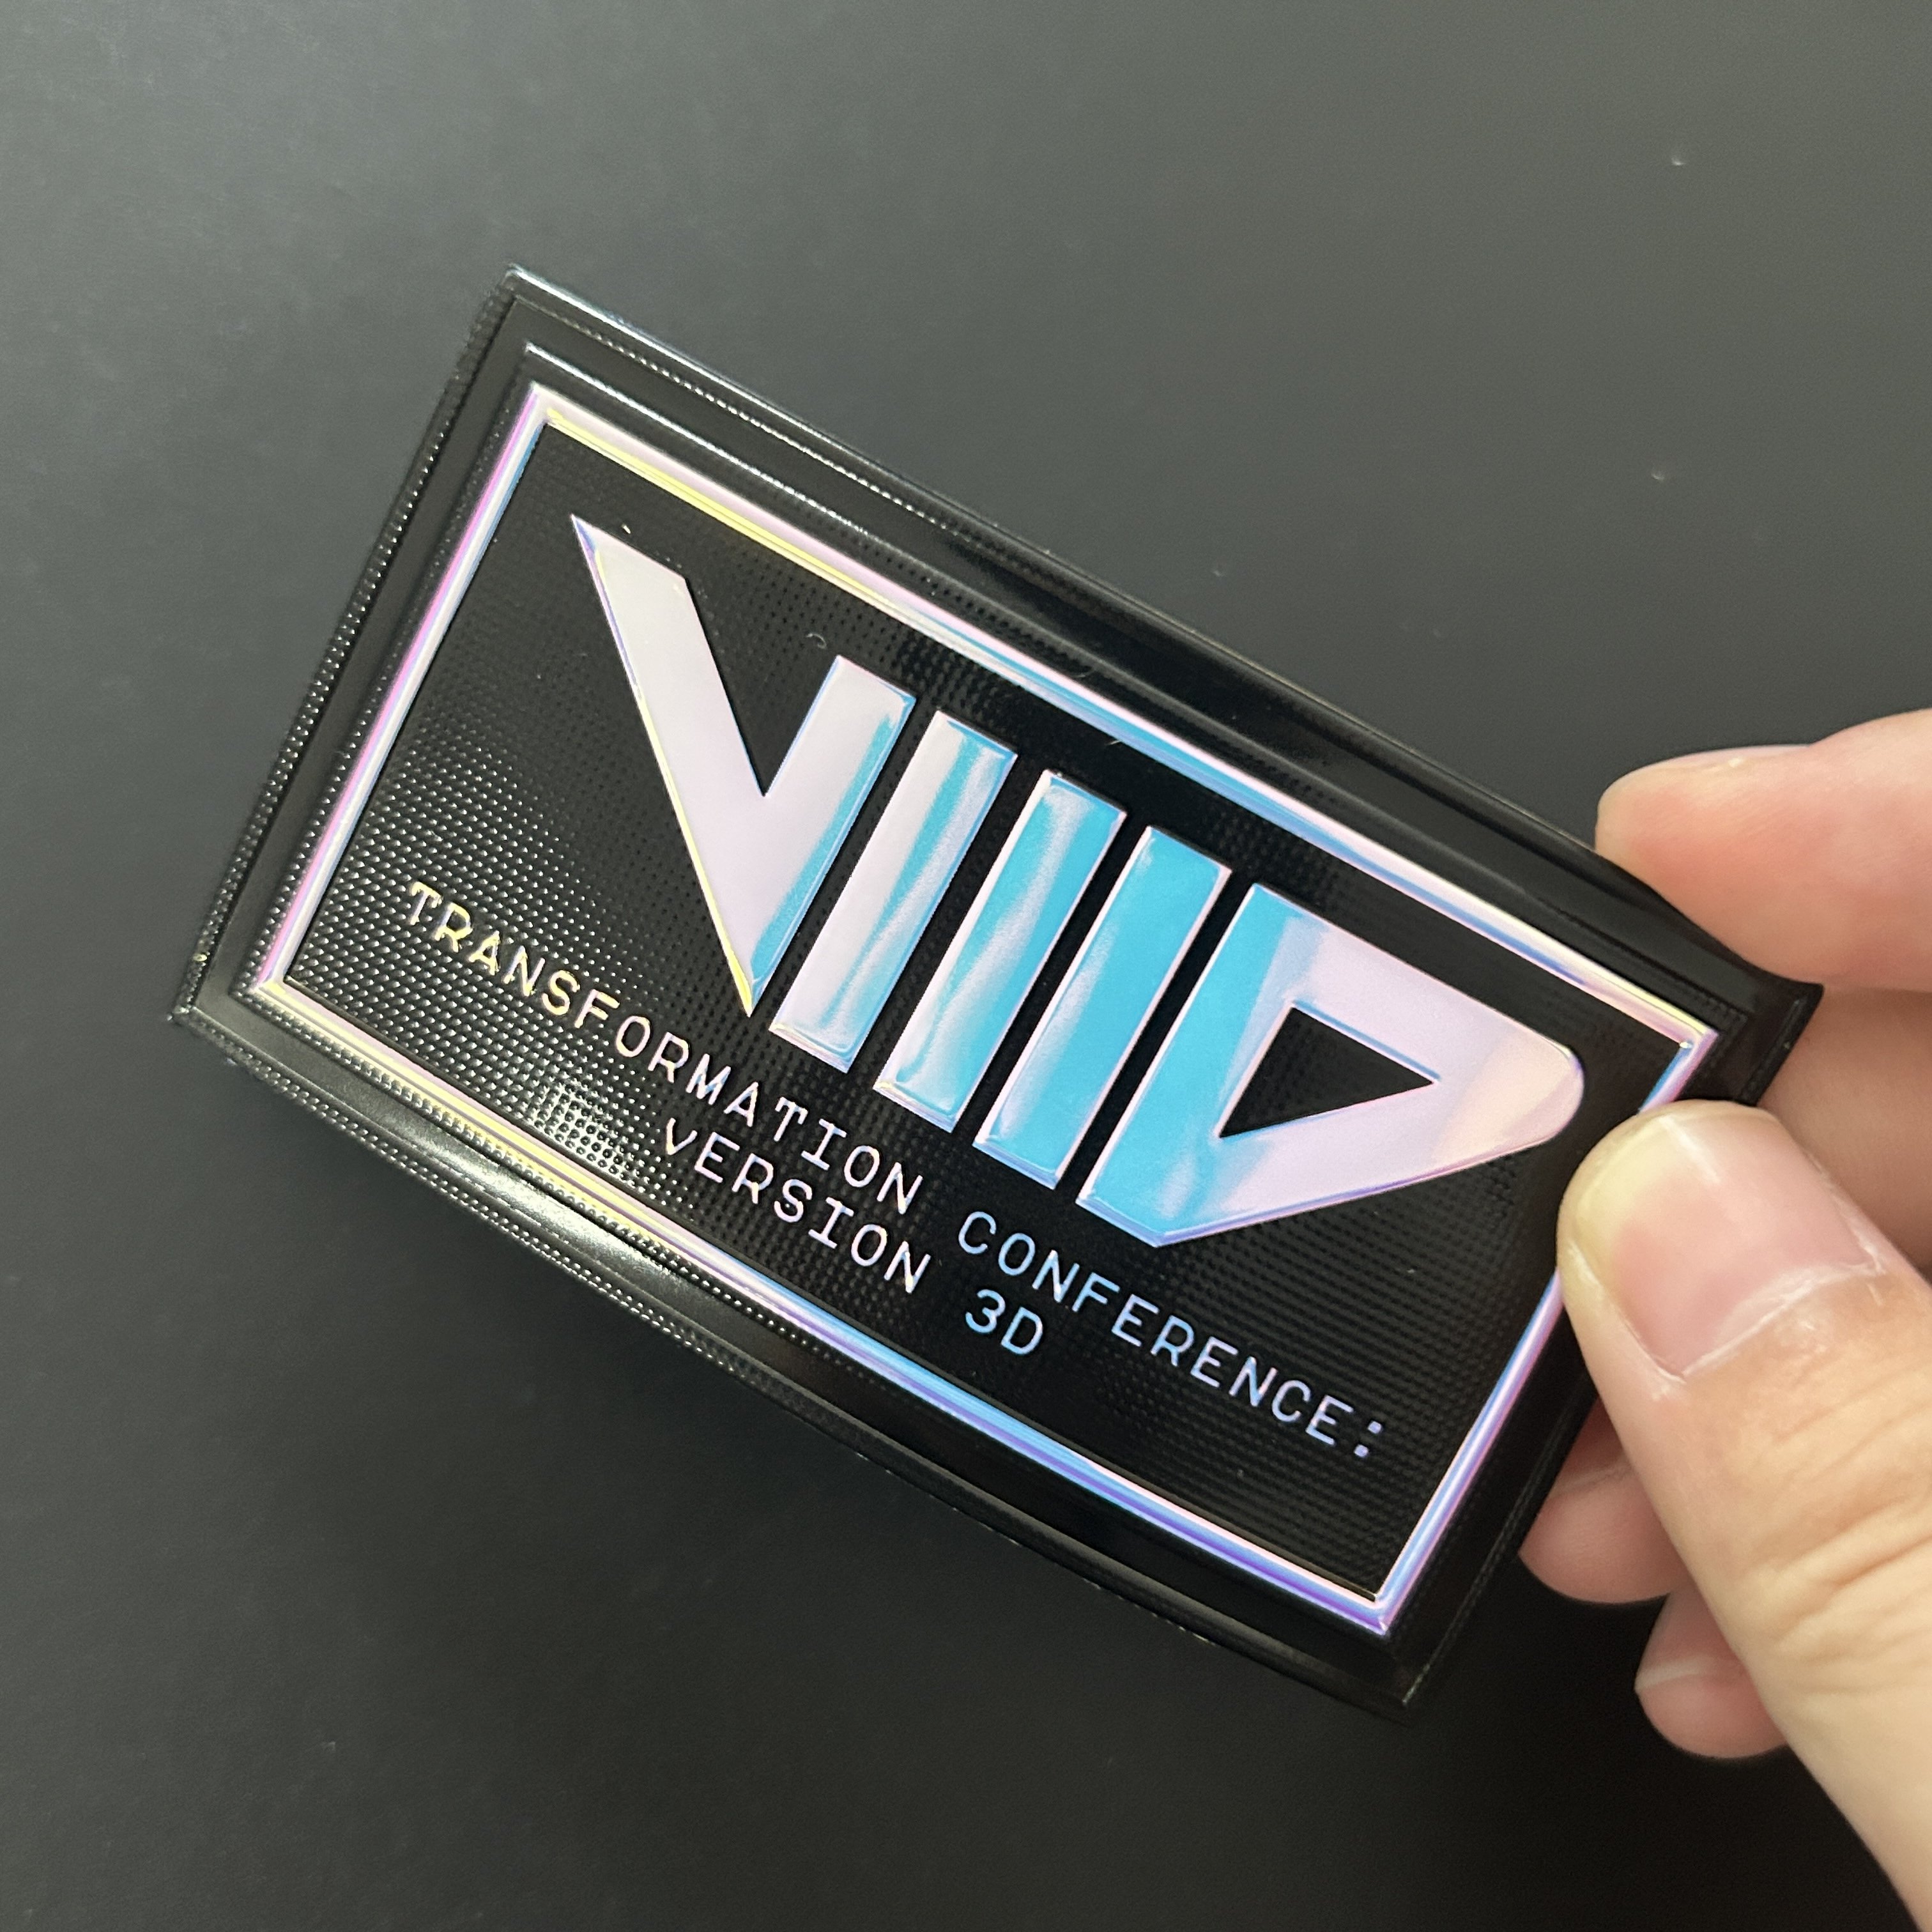 VIIID
TRANSFORMATION CONFERENCE:
vERSION 3D